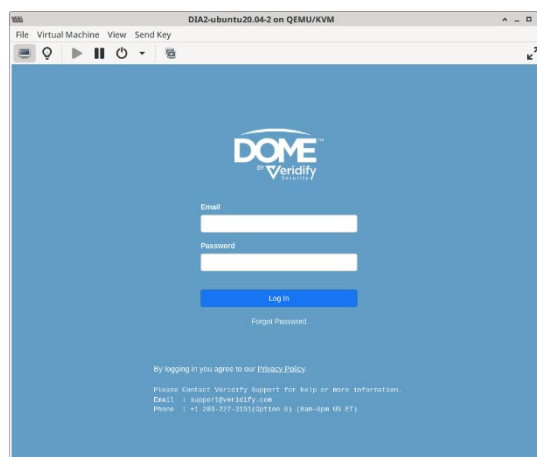 DIA2-ubuntu20.04-2 on QEMU/KVM
File Virtual Machine View Send Key
DOME™
BY Veridify
Security
Email
Password
Log In
Forgot Password
By logging in you agree to our Privacy Policy.
Please Contact Veridify Support for help or more information.
Email : support@veridify.com
Phone : +1 203-227-3151(Option 6) (8am-6pm US ET)